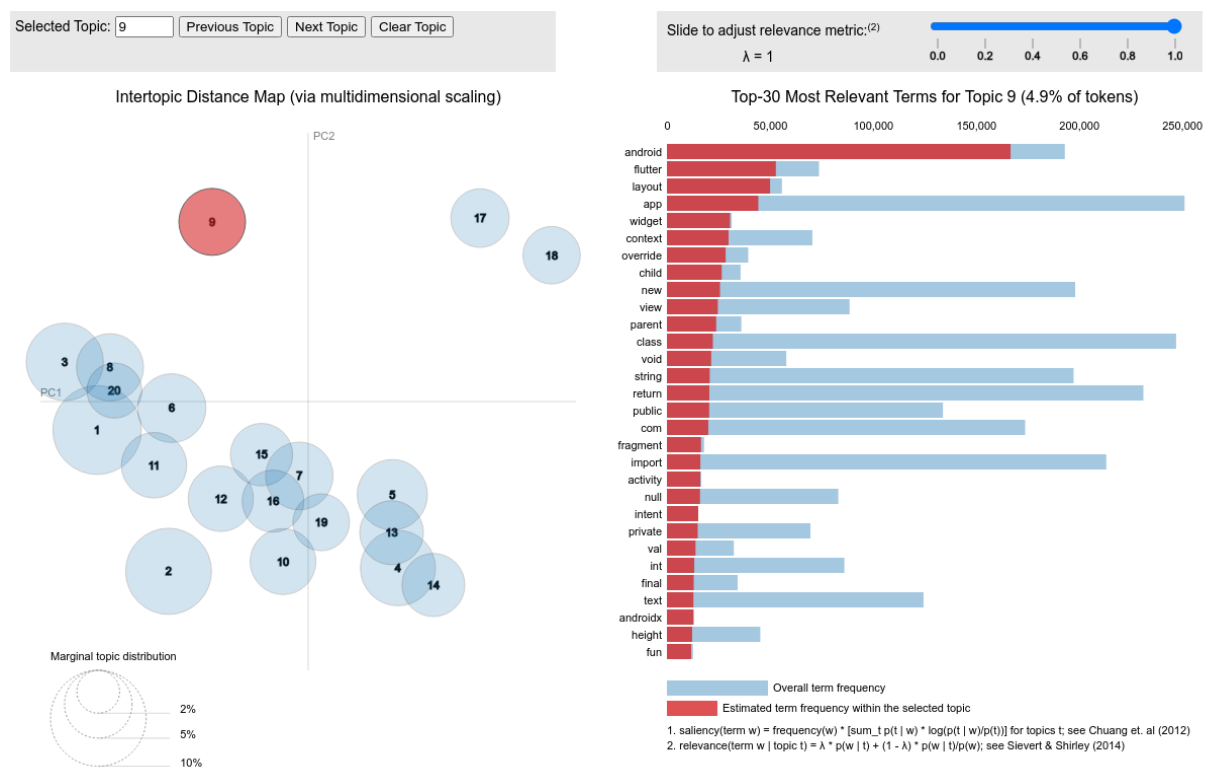 Selected Topic: 9 Previous Topic Next Topic Clear Topic
Slide to adjust relevance metric:(2)
λ = 1
0.0 0.2 0.4 0.6 0.8 1.0
Intertopic Distance Map (via multidimensional scaling)
PC2
PC1
9
17
18
3
8
20
6
1
11
15
7
12
16
19
5
13
10
4
14
2
Marginal topic distribution
2%
5%
10%
Top-30 Most Relevant Terms for Topic 9 (4.9% of tokens)
0 50,000 100,000 150,000 200,000 250,000
android
flutter
layout
app
widget
context
override
child
new
view
parent
class
void
string
return
public
com
fragment
import
activity
null
intent
private
val
int
final
text
androidx
height
fun
Overall term frequency
Estimated term frequency within the selected topic
1. saliency(term w) = frequency(w) * [sum_t p(t | w) * log(p(t | w)/p(t))] for topics t; see Chuang et. al (2012)
2. relevance(term w | topic t) = λ * p(w | t) + (1 - λ) * p(w | t)/p(w); see Sievert & Shirley (2014)